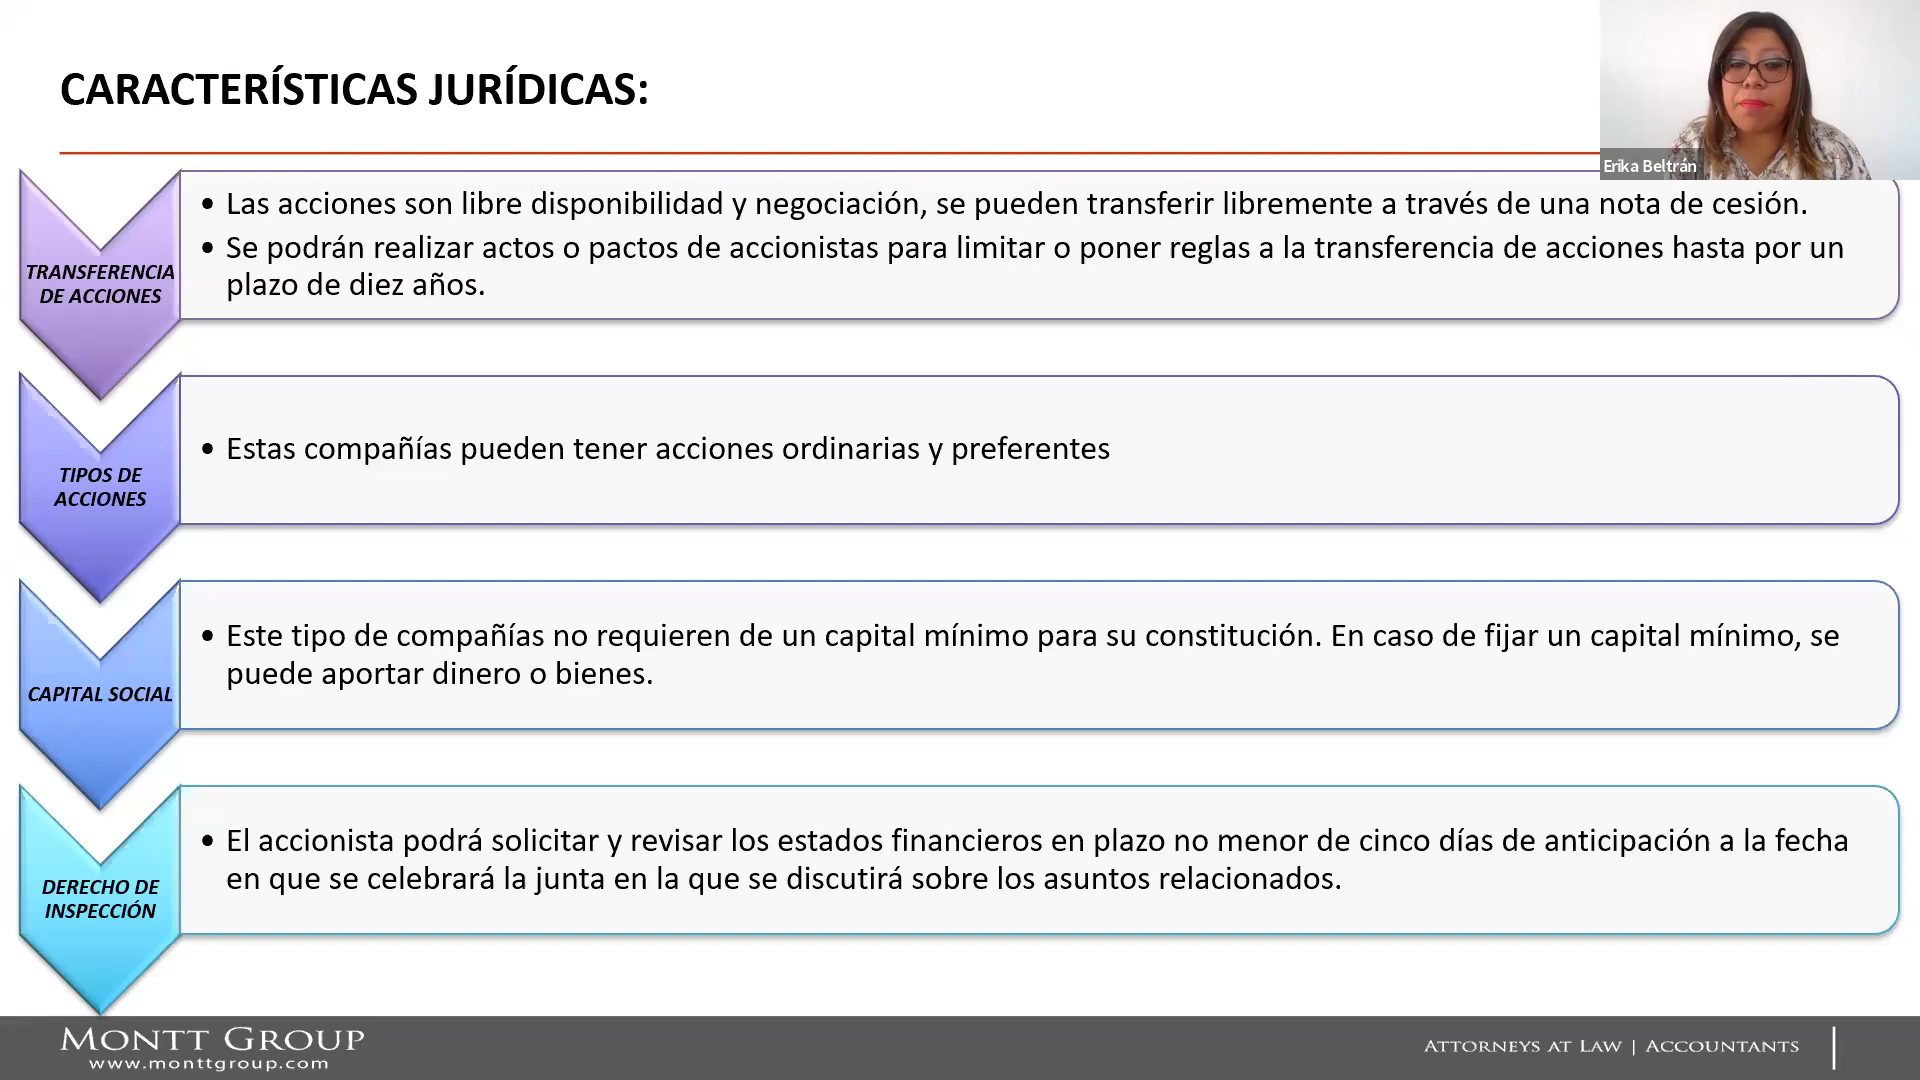 CARACTERÍSTICAS JURÍDICAS:
Erika Beltrán
TRANSFERENCIA
DE ACCIONES
• Las acciones son libre disponibilidad y negociación, se pueden transferir libremente a través de una nota de cesión.
• Se podrán realizar actos o pactos de accionistas para limitar o poner reglas a la transferencia de acciones hasta por un
plazo de diez años.
TIPOS DE
ACCIONES
• Estas compañías pueden tener acciones ordinarias y preferentes
CAPITAL SOCIAL
• Este tipo de compañías no requieren de un capital mínimo para su constitución. En caso de fijar un capital mínimo, se
puede aportar dinero o bienes.
DERECHO DE
INSPECCIÓN
• El accionista podrá solicitar y revisar los estados financieros en plazo no menor de cinco días de anticipación a la fecha
en que se celebrará la junta en la que se discutirá sobre los asuntos relacionados.
MONTT GROUP
www.monttgroup.com
ATTORNEYS AT LAW | ACCOUNTANTS